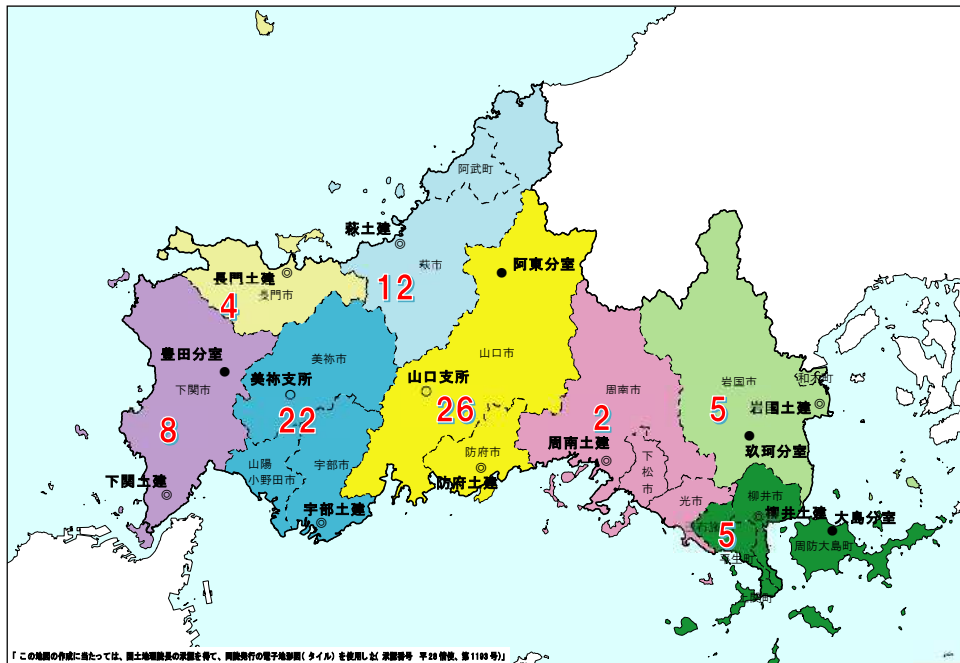 阿武町
萩土建
萩市
阿東分室
長門土建
長門市
12
4
豊田分室
下関市
美祢市
美祢支所
山口市
山口支所
周南市
岩国市
和木町
岩国土建
8
22
26
2
5
玖珂分室
周南土建
防府市
防府土建
下松市
山陽
小野田市
宇部市
下関土建
宇部土建
光市
柳井市
柳井土建
大島分室
5
周防大島町
「 この地図の作成に当たっては、国土地理院長の承認を得て、同院発行の電子地形図( タイル) を使用した( 承認番号 平28 情使、第1193 号)」